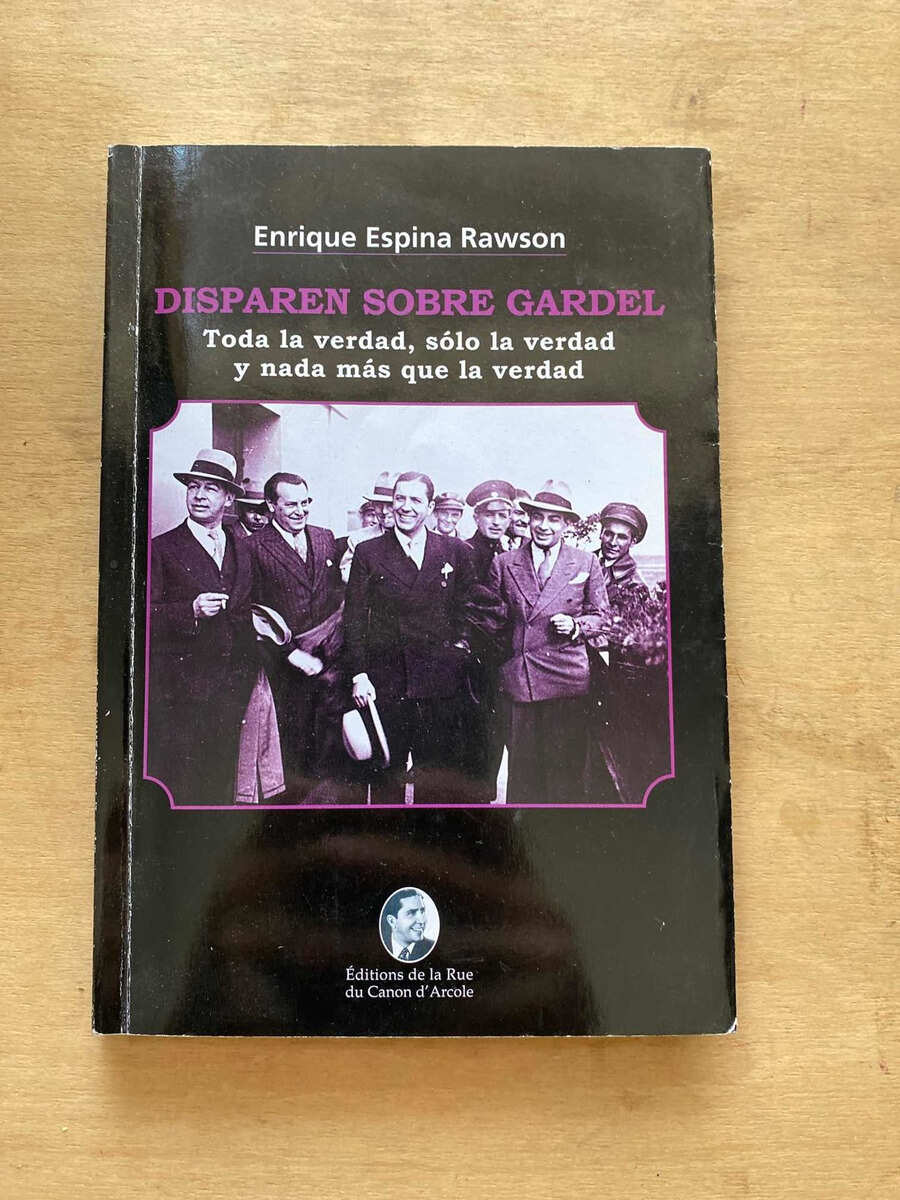 Enrique Espina Rawson
DISPAREN SOBRE GARDEL
Toda la verdad, sólo la verdad
y nada más que la verdad
Éditions de la Rue
du Canon d'Arcole